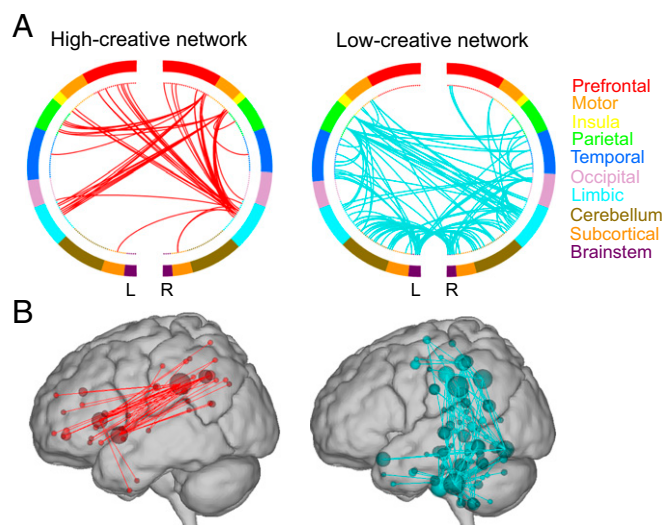 A
High-creative network
Low-creative network
Prefrontal
Motor
Insula
Parietal
Temporal
Occipital
Limbic
Cerebellum
Subcortical
Brainstem
L R
L R
B